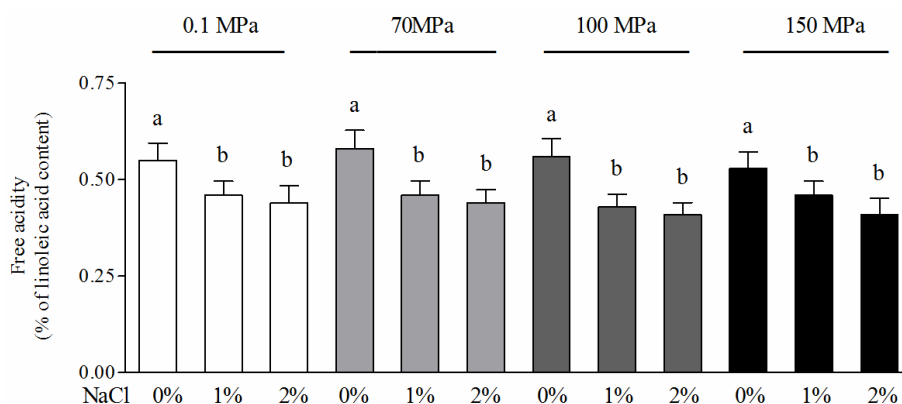 0.1 MPa 70MPa 100 MPa 150 MPa
0.75
a a a a
b b b b b b b b
0.50
0.25
0.00
Free acidity
(% of linoleic acid content)
NaCl 0% 1% 2% 0% 1% 2% 0% 1% 2% 0% 1% 2%